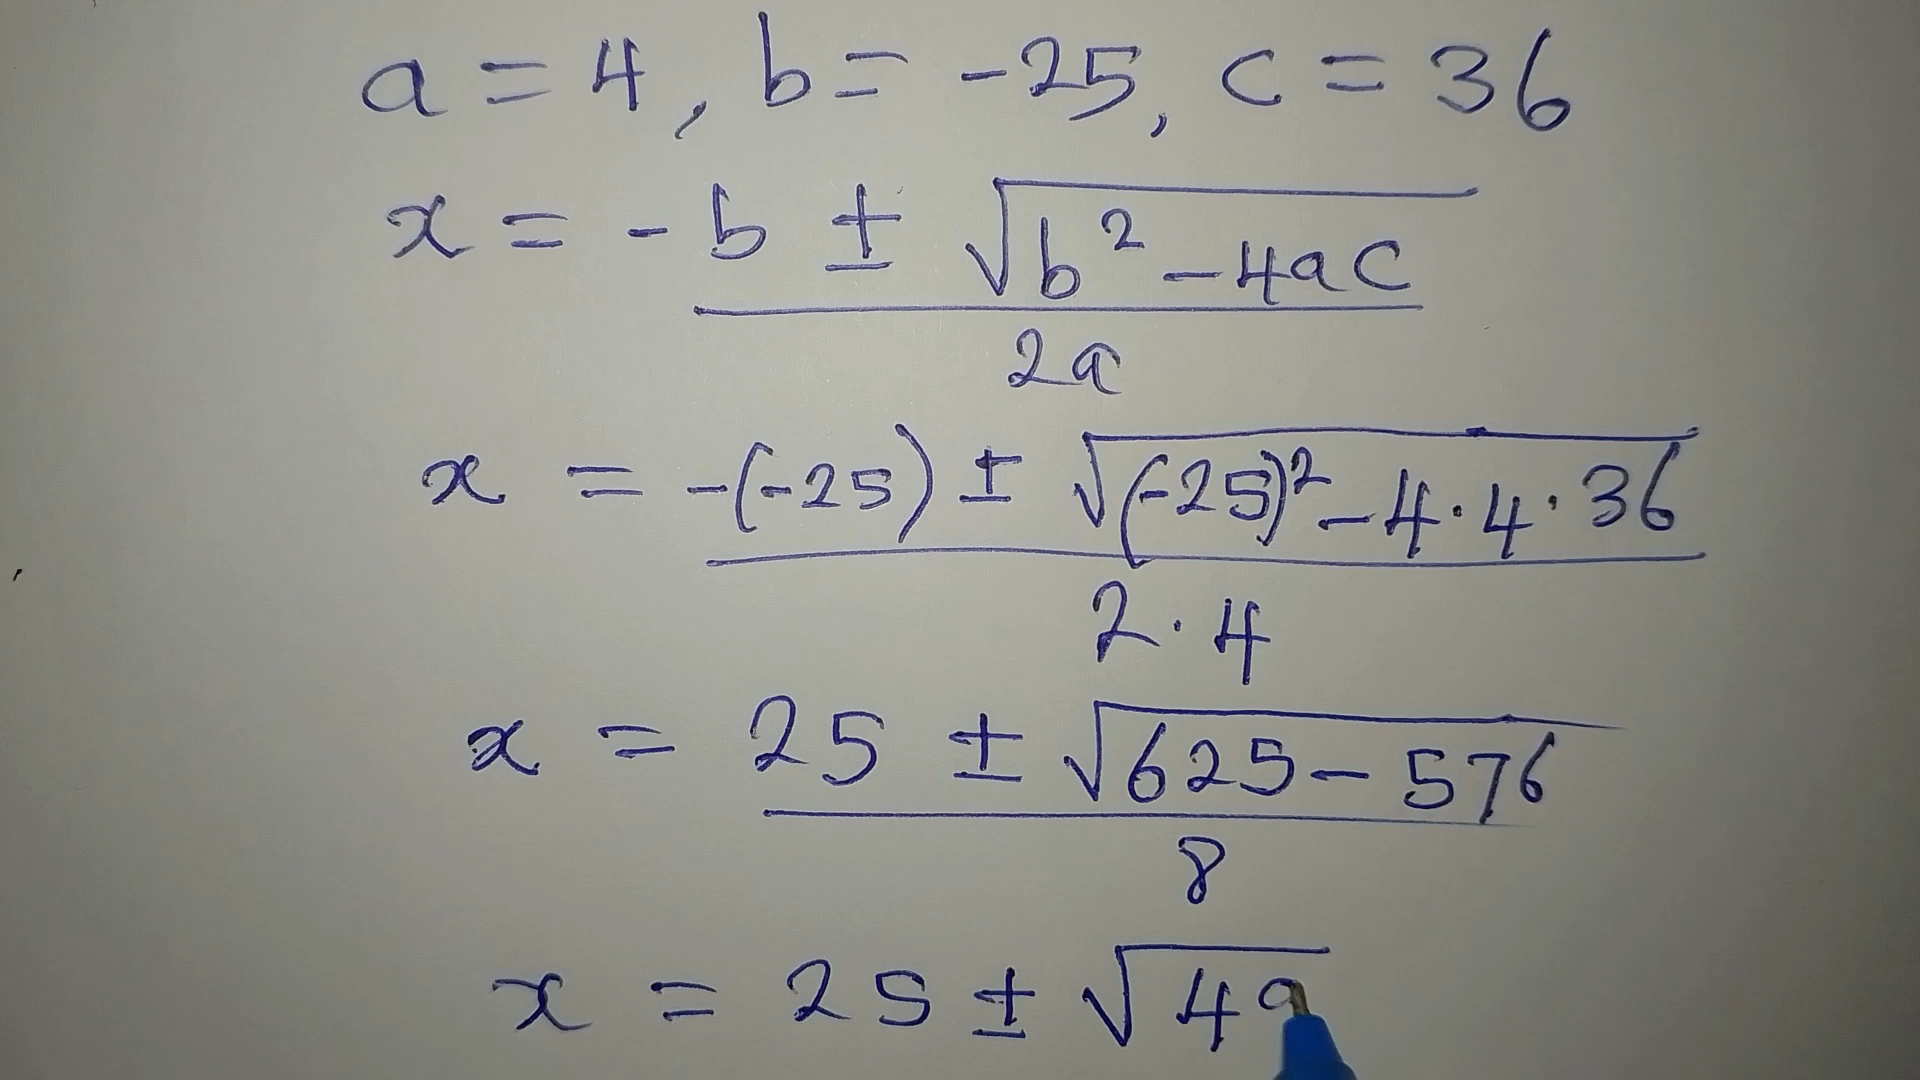 a = 4, b = -25, c = 36
x = -b ± √b² - 4ac
2a
x = -(-25) ± √(-25)² - 4·4·36
2·4
x = 25 ± √625 - 576
8
x = 25 ± √49